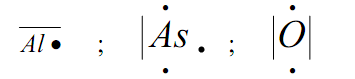 Al • ; |As • ; |O|